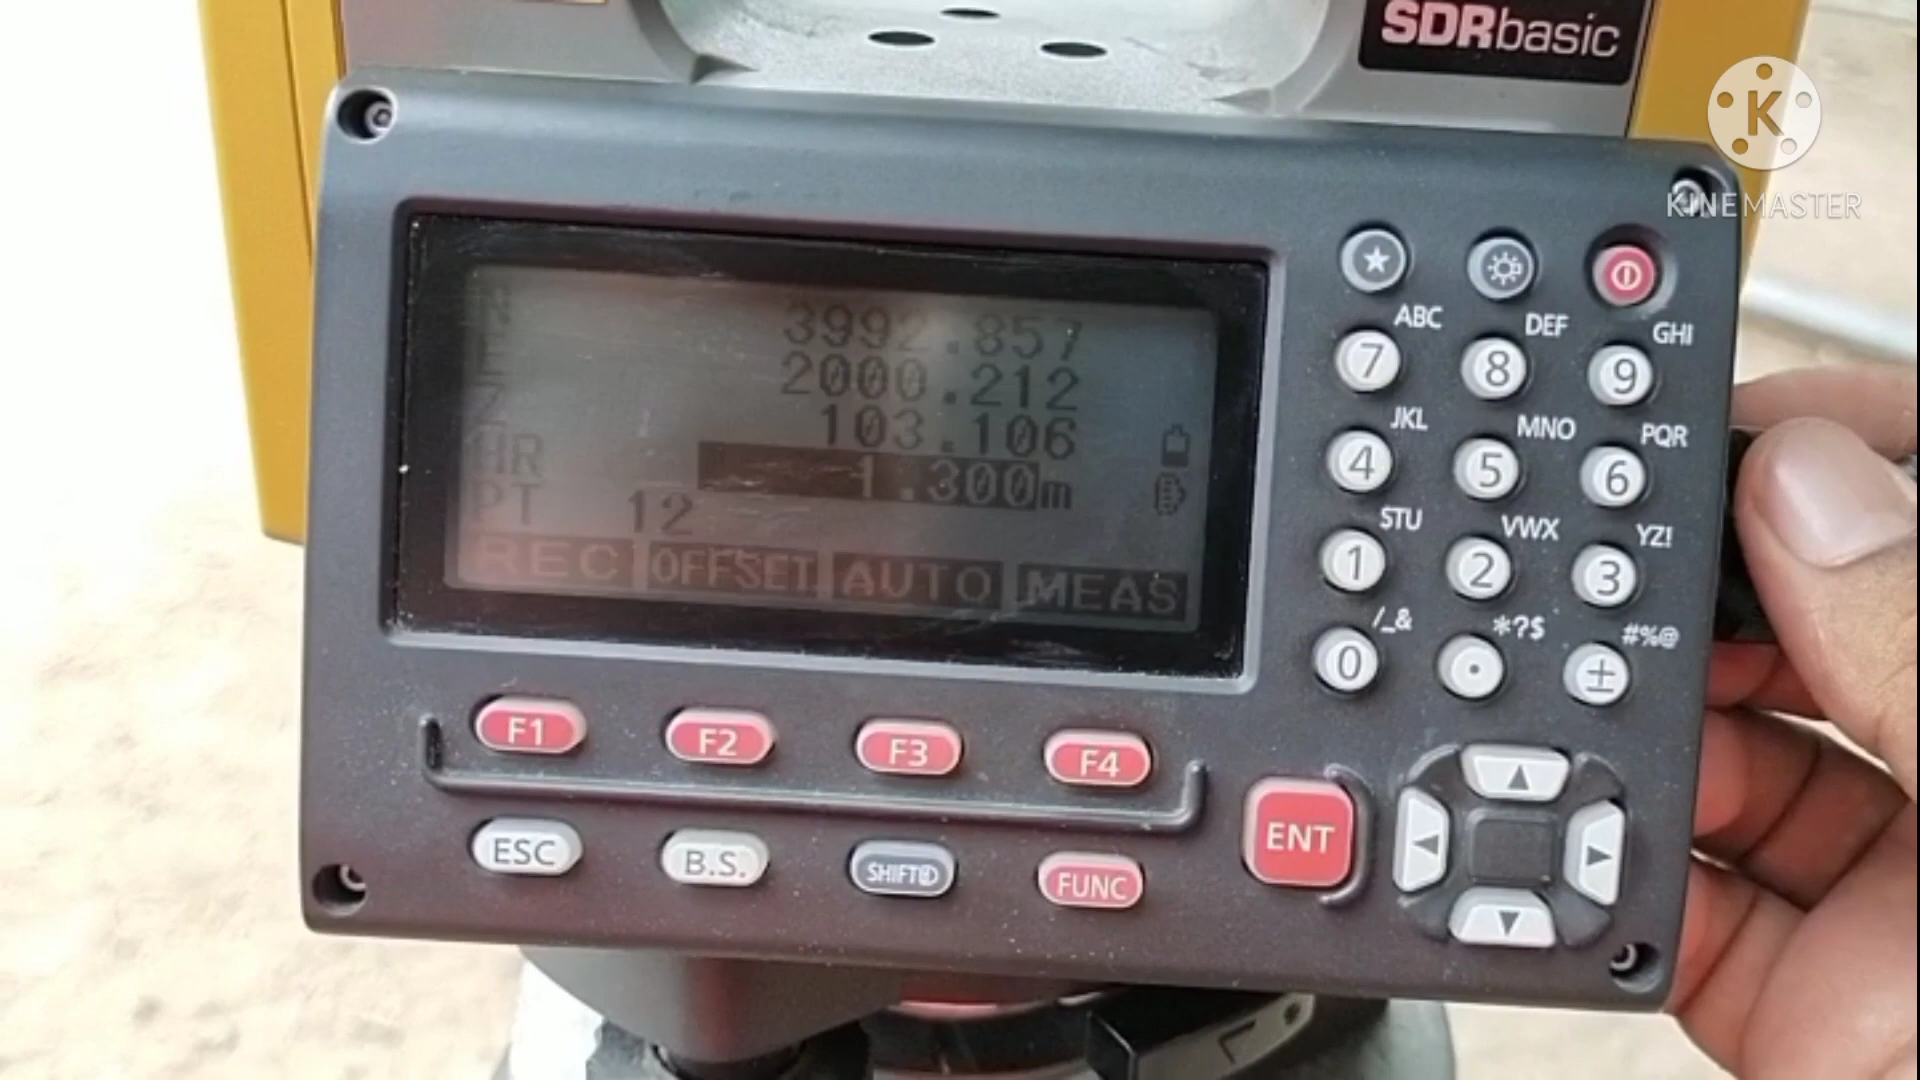 SDRbasic
K
KINEMASTER
N 3992.857
E 2000.212
Z 103.106
HR 1.300m
PT 12
REC OFFSET AUTO MEAS
ABC DEF GHI
7 8 9
JKL MNO PQR
4 5 6
STU VWX YZ!
1 2 3
/_& *?$ #%@
0 . ±
F1 F2 F3 F4
ESC B.S. SHIFT FUNC ENT